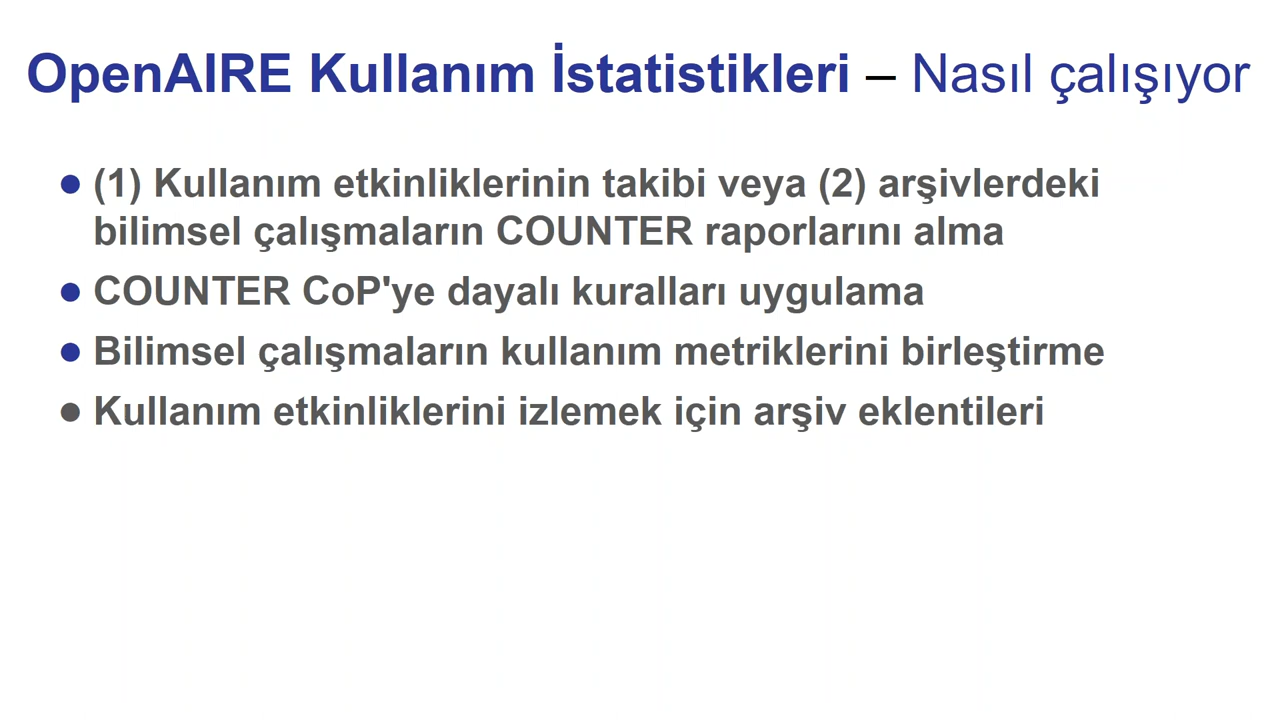 OpenAIRE Kullanım İstatistikleri – Nasıl çalışıyor
● (1) Kullanım etkinliklerinin takibi veya (2) arşivlerdeki
bilimsel çalışmaların COUNTER raporlarını alma
● COUNTER CoP'ye dayalı kuralları uygulama
● Bilimsel çalışmaların kullanım metriklerini birleştirme
● Kullanım etkinliklerini izlemek için arşiv eklentileri